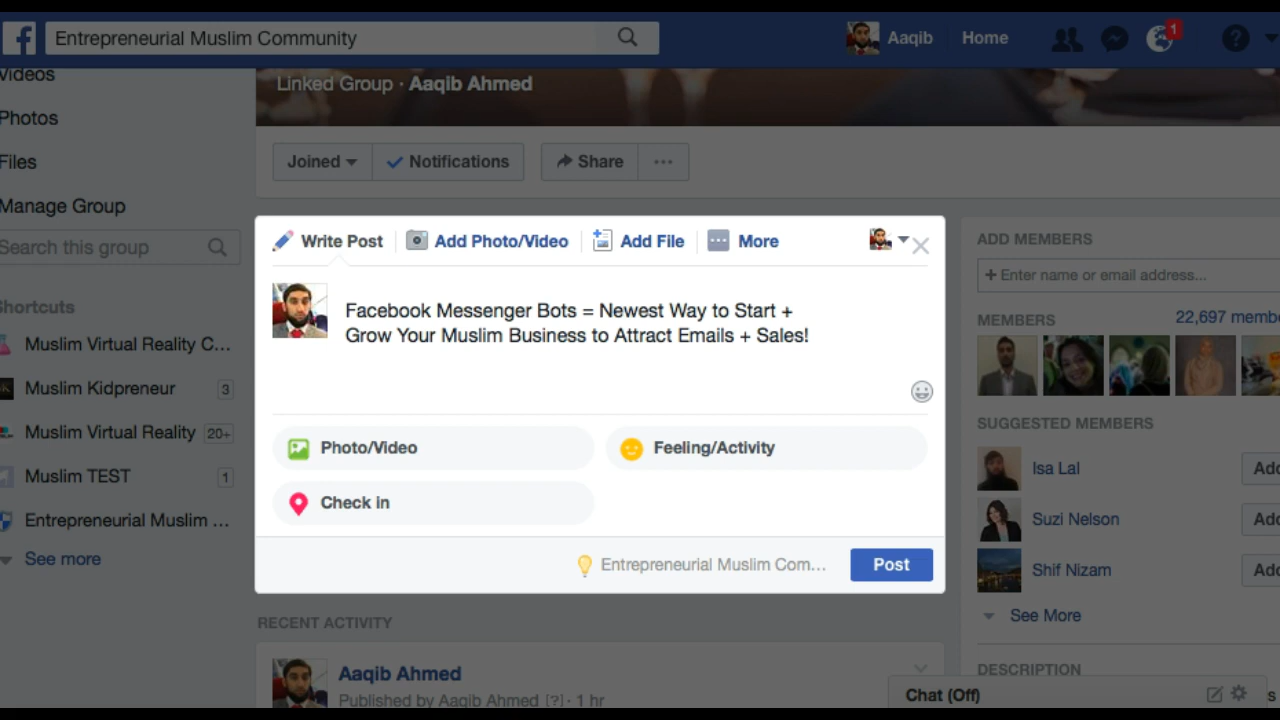 Entrepreneurial Muslim Community
Aaqib
Home
1
Videos
Photos
Files
Manage Group
Search this group
Shortcuts
Muslim Virtual Reality C...
Muslim Kidpreneur 3
Muslim Virtual Reality 20+
Muslim TEST 1
Entrepreneurial Muslim ...
See more
Linked Group · Aaqib Ahmed
Joined
Notifications
Share
Write Post
Add Photo/Video
Add File
More
Facebook Messenger Bots = Newest Way to Start +
Grow Your Muslim Business to Attract Emails + Sales!
Photo/Video
Feeling/Activity
Check in
Entrepreneurial Muslim Com...
Post
RECENT ACTIVITY
Aaqib Ahmed
Published by Aaqib Ahmed [?] · 1 hr
ADD MEMBERS
+ Enter name or email address...
MEMBERS
22,697 membe
SUGGESTED MEMBERS
Isa Lal
Add
Suzi Nelson
Add
Shif Nizam
Add
See More
DESCRIPTION
Chat (Off)